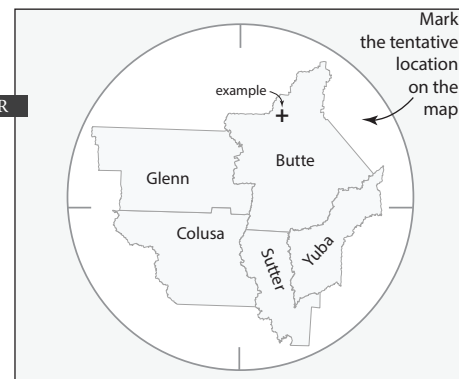 Mark
the tentative
location
on the
map
R
example
Butte
Glenn
Colusa
Sutter
Yuba